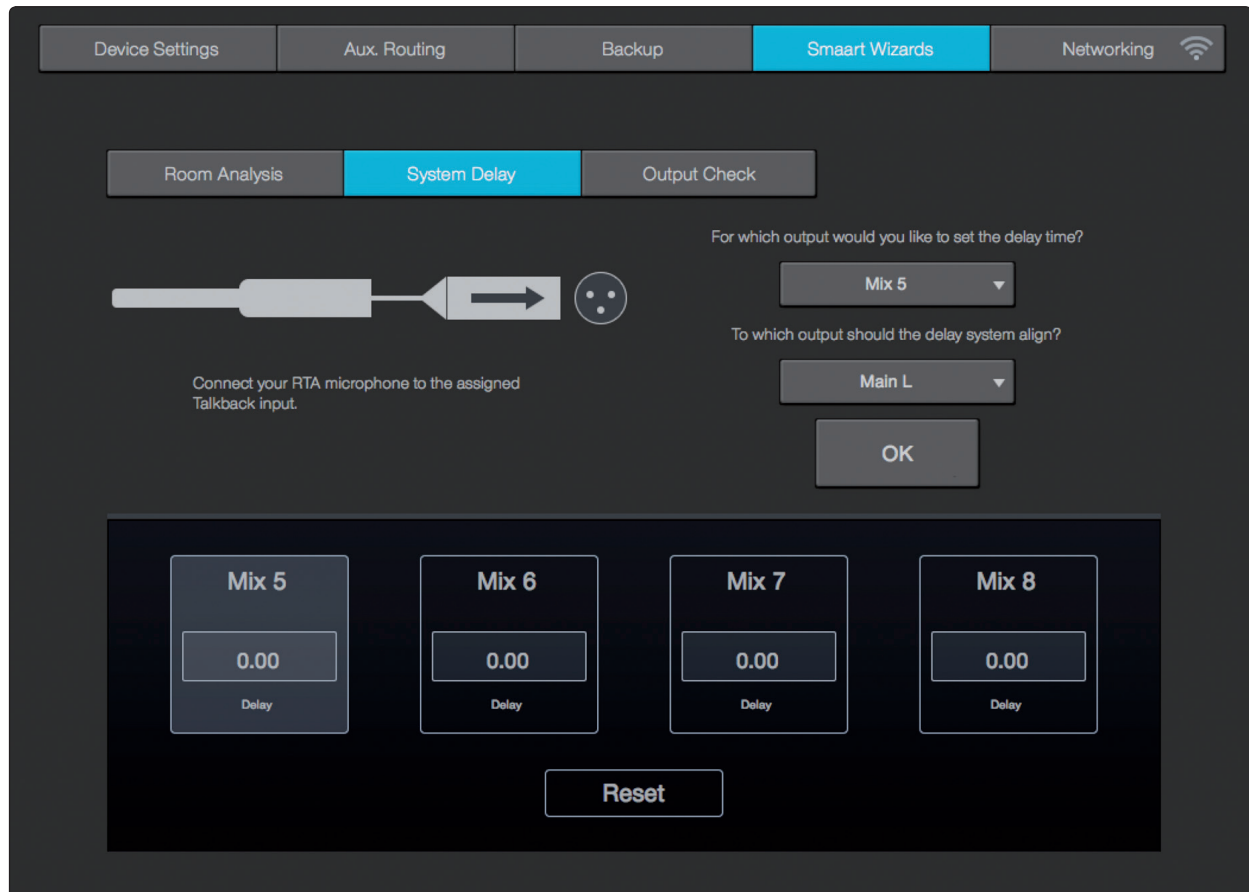 Device Settings
Aux. Routing
Backup
Smaart Wizards
Networking
Room Analysis
System Delay
Output Check
For which output would you like to set the delay time?
Mix 5
To which output should the delay system align?
Main L
OK
Connect your RTA microphone to the assigned
Talkback input.
Mix 5
0.00
Delay
Mix 6
0.00
Delay
Mix 7
0.00
Delay
Mix 8
0.00
Delay
Reset